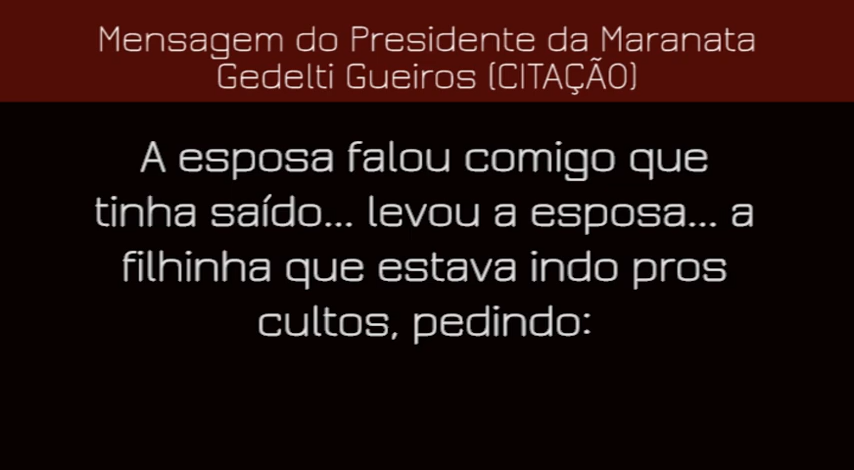 Mensagem do Presidente da Maranata
Gedelti Gueiros (CITAÇÃO)
A esposa falou comigo que
tinha saído... levou a esposa... a
filhinha que estava indo pros
cultos, pedindo: